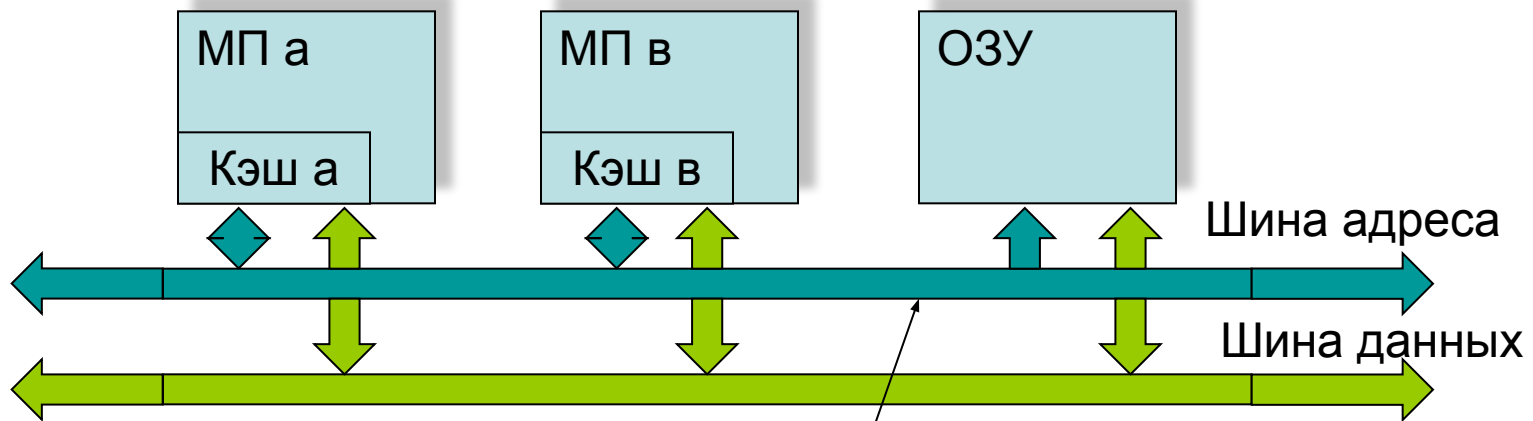 МП а
МП в
ОЗУ
Кэш а
Кэш в
Шина адреса
Шина данных